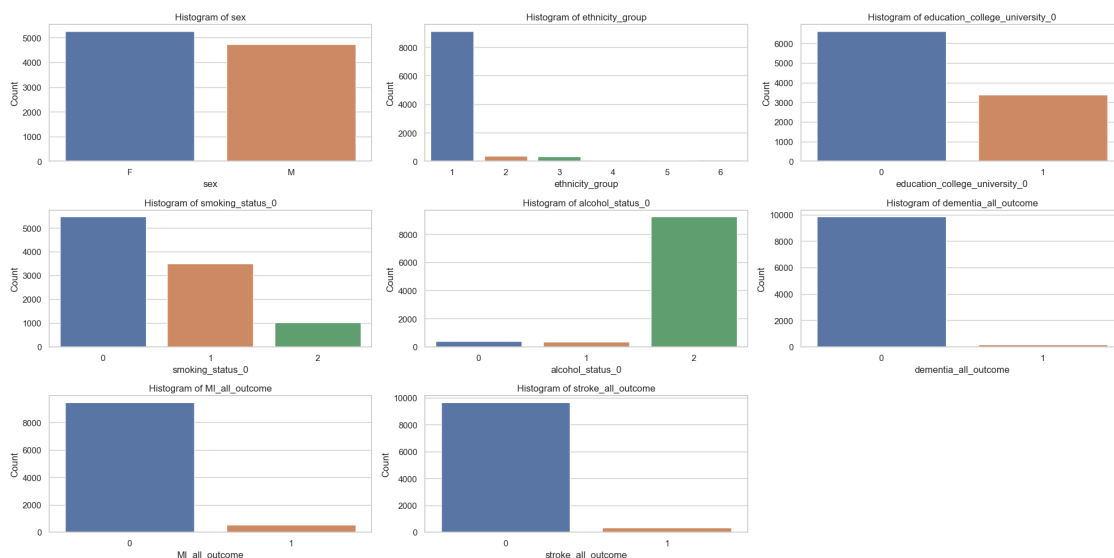 Histogram of sex
Count
5000
4000
3000
2000
1000
0
F M
sex
Histogram of ethnicity_group
Count
8000
6000
4000
2000
0
1 2 3 4 5 6
ethnicity_group
Histogram of education_college_university_0
Count
6000
5000
4000
3000
2000
1000
0
0 1
education_college_university_0
Histogram of smoking_status_0
Count
5000
4000
3000
2000
1000
0
0 1 2
smoking_status_0
Histogram of alcohol_status_0
Count
8000
6000
4000
2000
0
0 1 2
alcohol_status_0
Histogram of dementia_all_outcome
Count
10000
8000
6000
4000
2000
0
0 1
dementia_all_outcome
Histogram of MI_all_outcome
Count
8000
6000
4000
2000
0
0 1
MI_all_outcome
Histogram of stroke_all_outcome
Count
10000
8000
6000
4000
2000
0
0 1
stroke_all_outcome